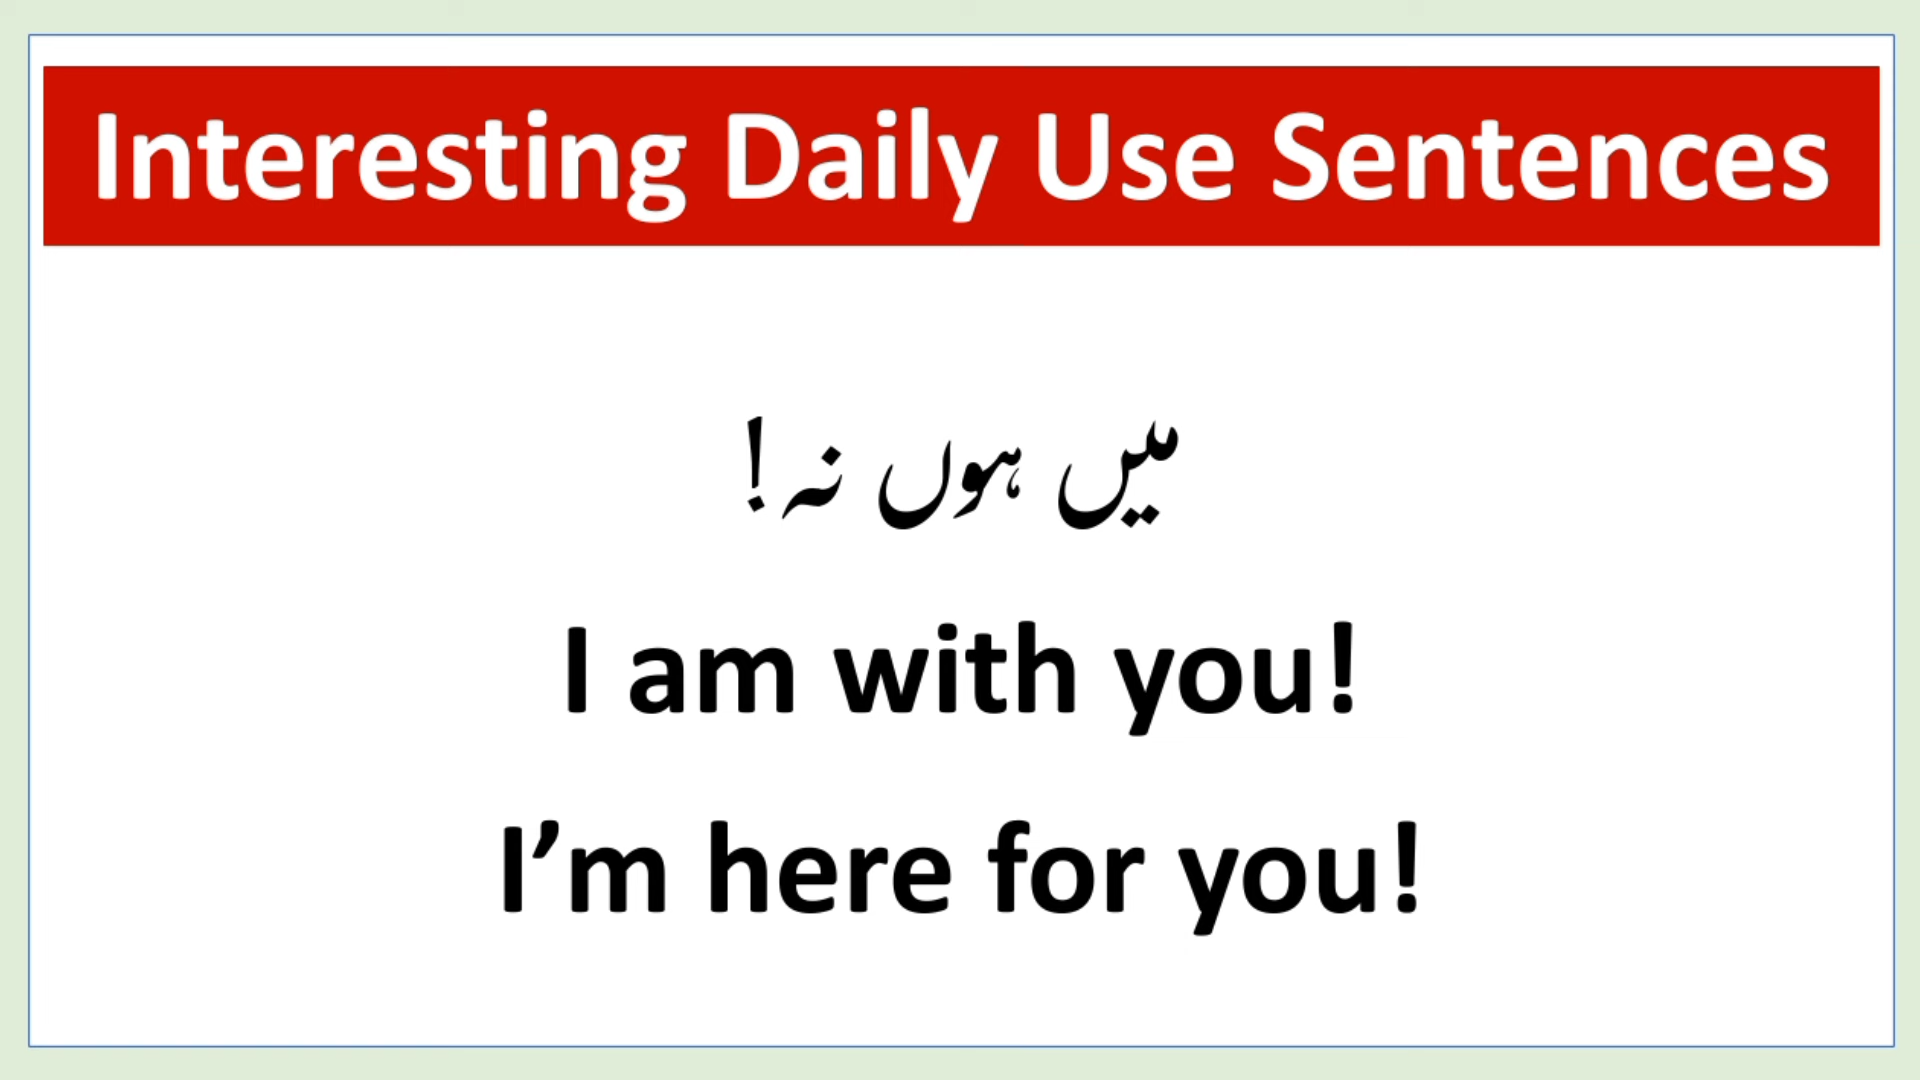 Interesting Daily Use Sentences
میں ہوں نہ!
I am with you!
I’m here for you!